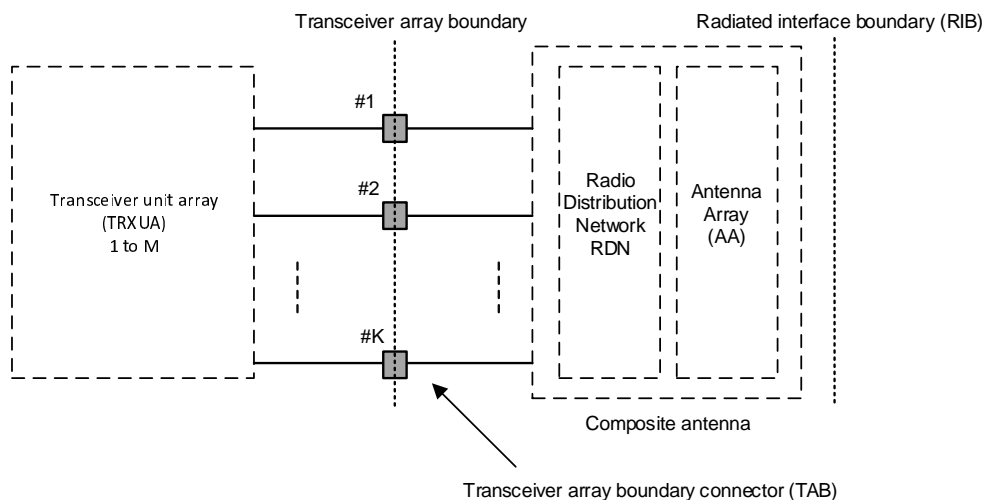 Transceiver array boundary
Radiated interface boundary (RIB)
#1
#2
#K
Transceiver unit array
(TRXUA)
1 to M
Radio
Distribution
Network
RDN
Antenna
Array
(AA)
Composite antenna
Transceiver array boundary connector (TAB)